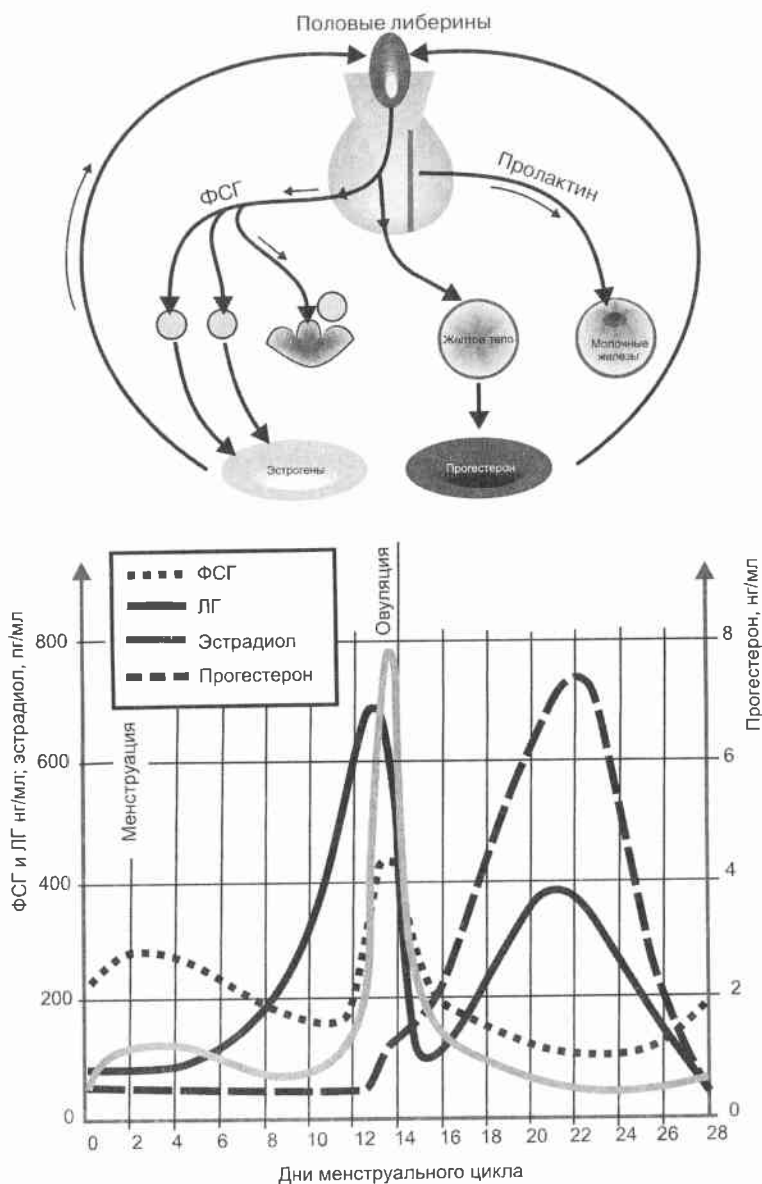 Половые либерины
ФСГ
Пролактин
Желтое тело
Молочные
железы
Эстрогены
Прогестерон
ФСГ
ЛГ
Эстрадиол
Прогестерон
Овуляция
Менструация
ФСГ и ЛГ нг/мл; эстрадиол, пг/мл
Прогестерон, нг/мл
800
600
400
200
0
8
6
4
2
0
0 2 4 6 8 10 12 14 16 18 20 22 24 26 28
Дни менструального цикла